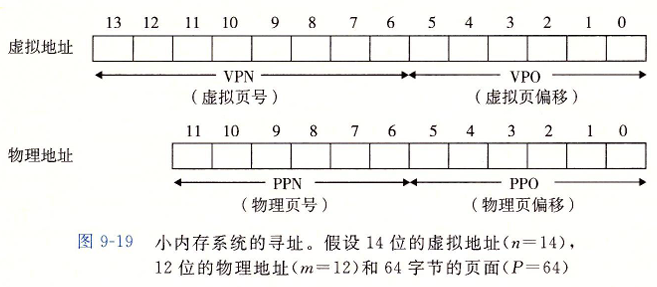 13 12 11 10 9 8 7 6 5 4 3 2 1 0
虚拟地址
VPN VPO
(虚拟页号) (虚拟页偏移)
11 10 9 8 7 6 5 4 3 2 1 0
物理地址
PPN PPO
(物理页号) (物理页偏移)
图 9-19 小内存系统的寻址。假设 14 位的虚拟地址(n=14),
12 位的物理地址(m=12)和 64 字节的页面(P=64)